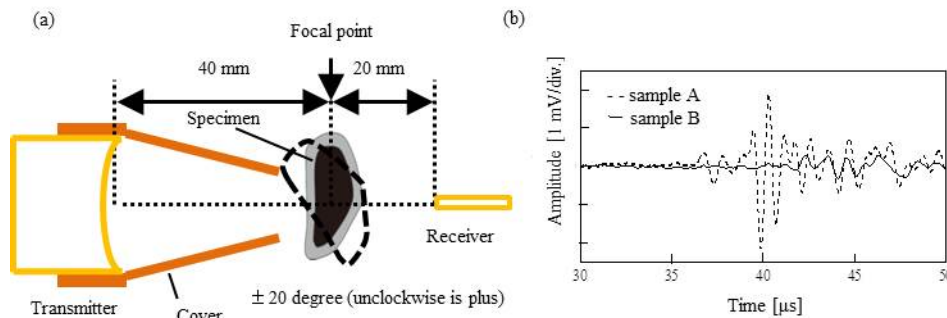 (a)
Focal point
40 mm
20 mm
Specimen
Receiver
Transmitter
Cover
± 20 degree (unclockwise is plus)
(b)
Amplitude [1 mV/div.]
sample A
sample B
30
35
40
45
50
Time [μs]